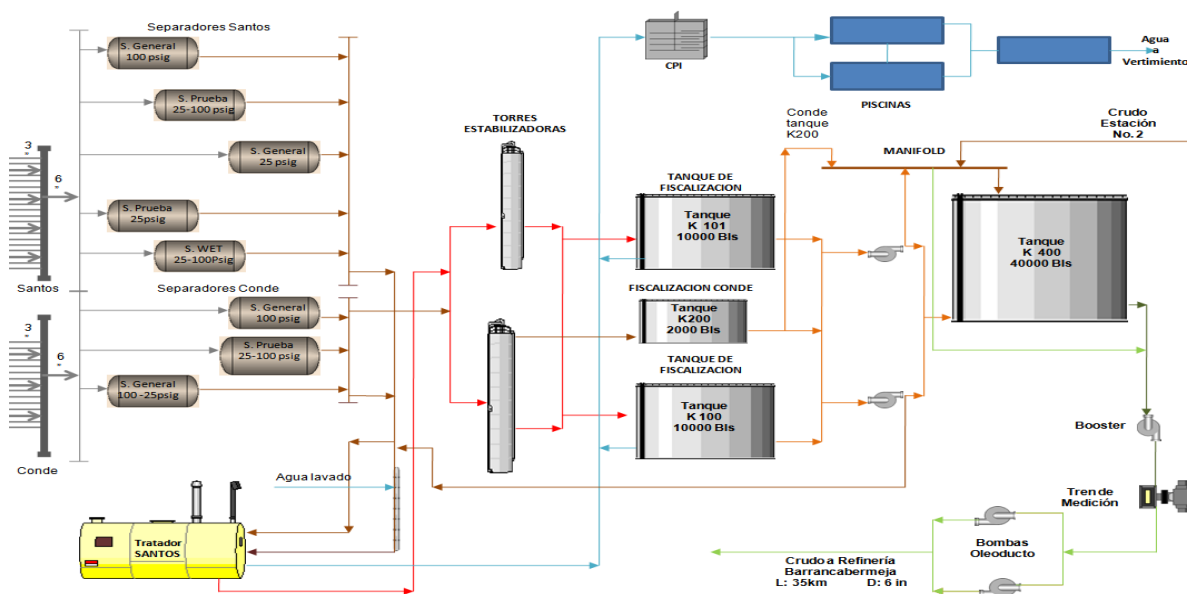 Separadores Santos
S. General
100 psig
S. Prueba
25-100 psig
S. General
25 psig
S. Prueba
25psig
S. WET
25-100Psig
3
"
6
"
Santos
Separadores Conde
S. General
100 psig
S. Prueba
25-100 psig
S. General
100 -25psig
3
"
6
"
Conde
Agua lavado
Tratador
SANTOS
TORRES
ESTABILIZADORAS
CPI
PISCINAS
Agua
a
Vertimiento
Conde
tanque
K200
MANIFOLD
Crudo
Estación
No. 2
TANQUE DE
FISCALIZACION
Tanque
K 101
10000 Bls
FISCALIZACION CONDE
Tanque
K200
2000 Bls
TANQUE DE
FISCALIZACION
Tanque
K 100
10000 Bls
Tanque
K 400
40000 Bls
Booster
Tren de
Medición
Bombas
Oleoducto
Crudo a Refinería
Barrancabermeja
L: 35km D: 6 in